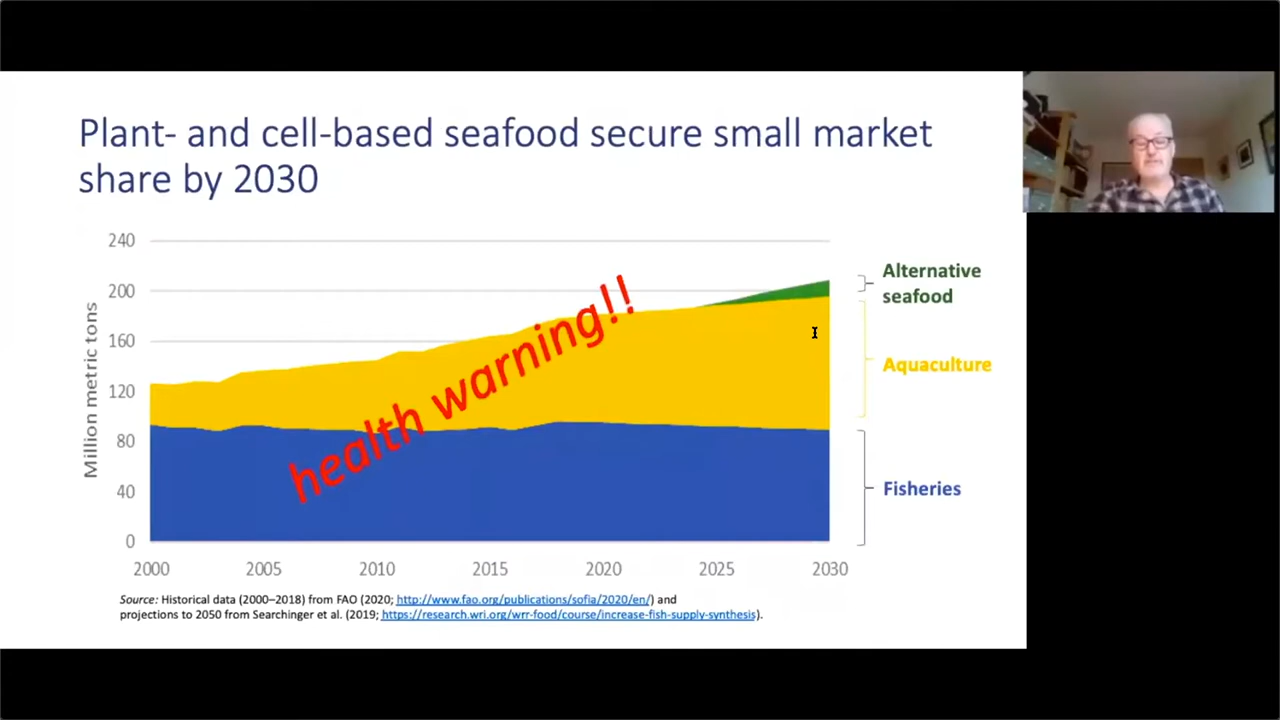 Plant- and cell-based seafood secure small market
share by 2030
240
200
160
120
80
40
0
Million metric tons
2000
2005
2010
2015
2020
2025
2030
health warning!!
Alternative
seafood
Aquaculture
Fisheries
Source: Historical data (2000–2018) from FAO (2020; http://www.fao.org/publications/sofia/2020/en/) and
projections to 2050 from Searchinger et al. (2019; https://research.wri.org/wrr-food/course/increase-fish-supply-synthesis).